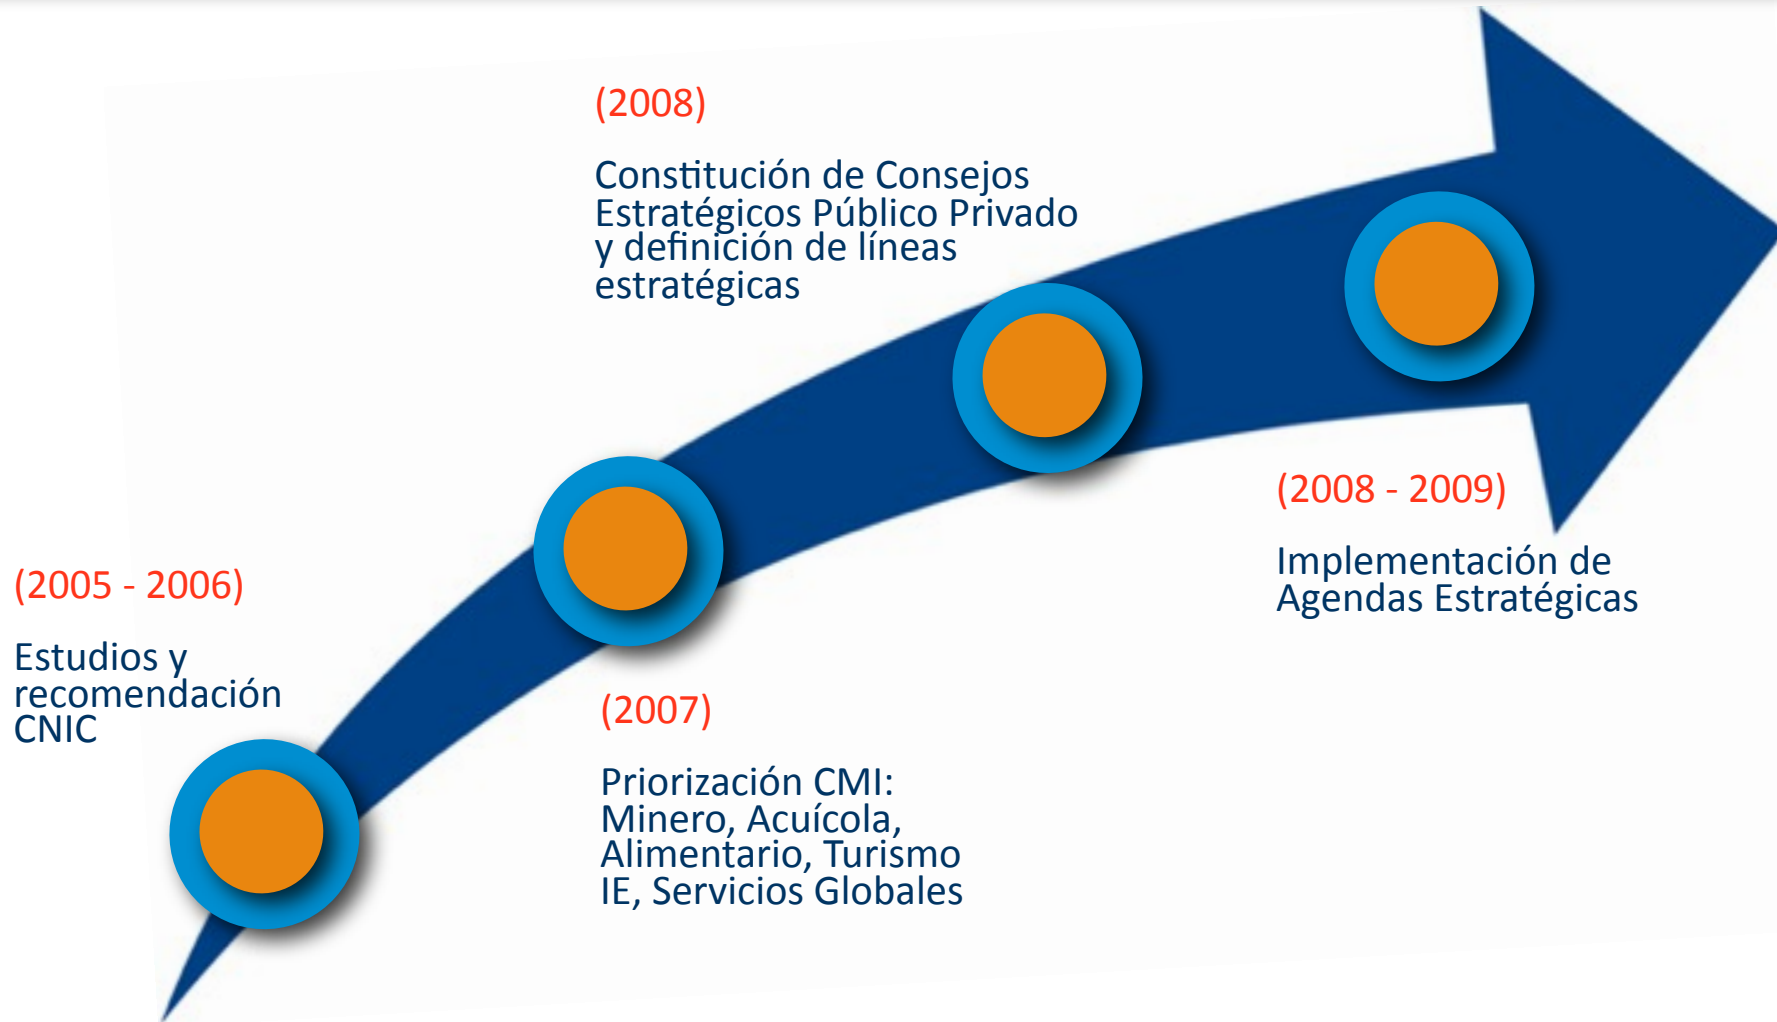 (2005 - 2006)
Estudios y
recomendación
CNIC
(2007)
Priorización CMI:
Minero, Acuícola,
Alimentario, Turismo
IE, Servicios Globales
(2008)
Constitución de Consejos
Estratégicos Público Privado
y definición de líneas
estratégicas
(2008 - 2009)
Implementación de
Agendas Estratégicas